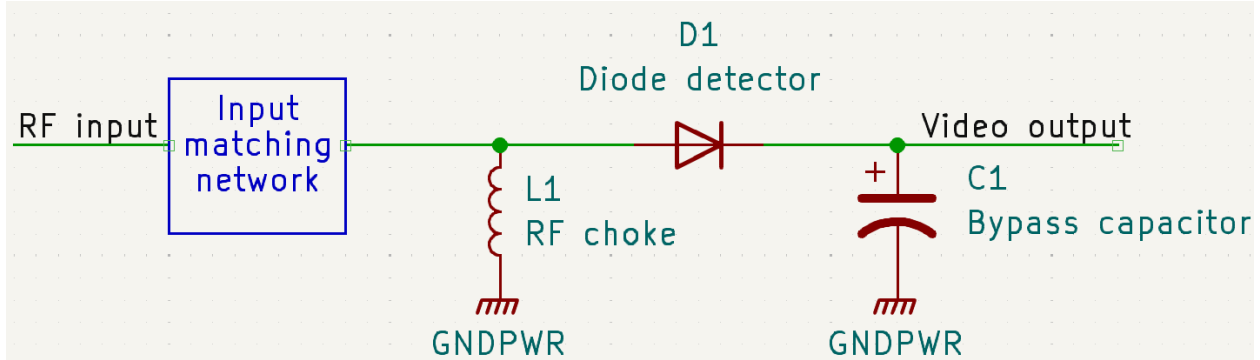 D1
Diode detector
RF input
Input
matching
network
Video output
L1
RF choke
+
C1
Bypass capacitor
GNDPWR
GNDPWR